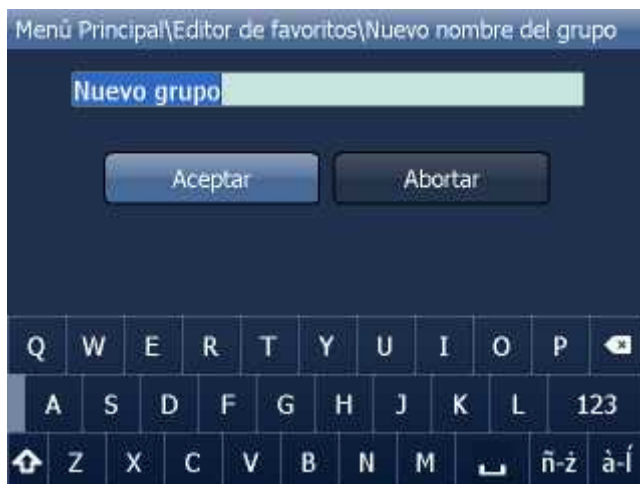 Menú Principal\Editor de favoritos\Nuevo nombre del grupo
Nuevo grupo
Aceptar Abortar
Q W E R T Y U I O P
A S D F G H J K L 123
Z X C V B N M ñ-ż à-Í